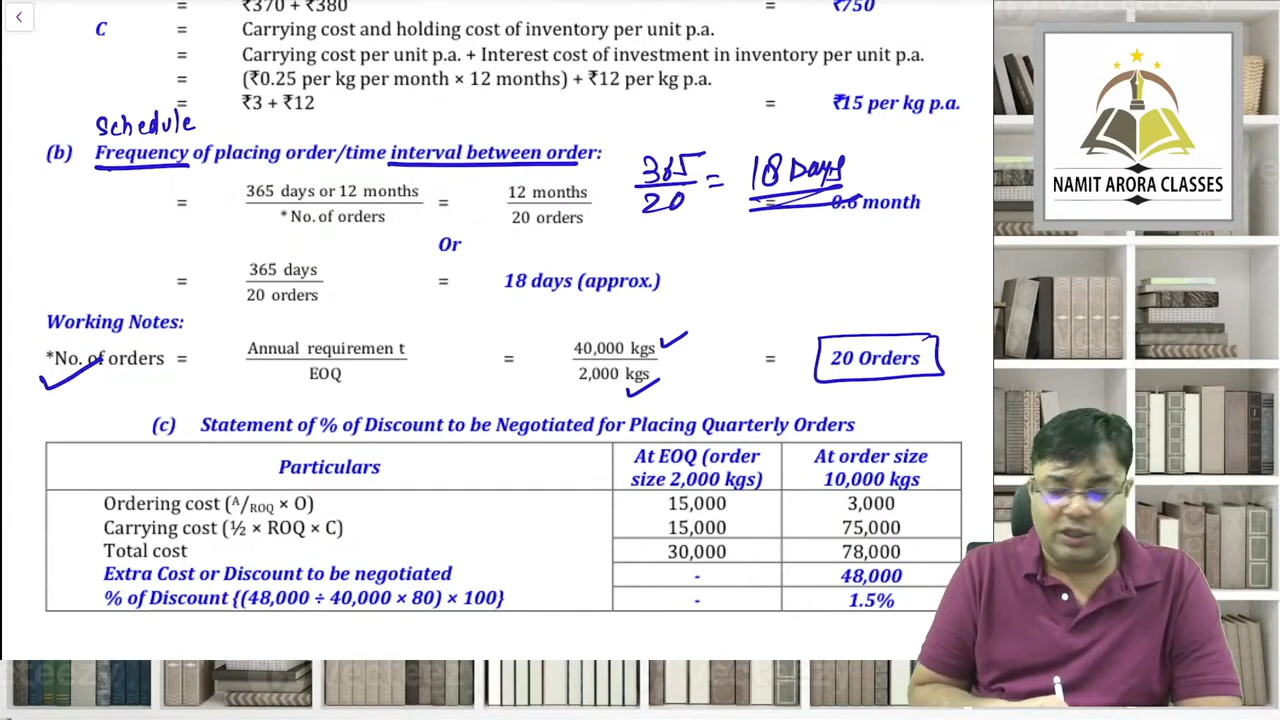 = ₹370 + ₹380 = ₹750
C = Carrying cost and holding cost of inventory per unit p.a.
= Carrying cost per unit p.a. + Interest cost of investment in inventory per unit p.a.
= (₹0.25 per kg per month × 12 months) + ₹12 per kg p.a.
= ₹3 + ₹12 = ₹15 per kg p.a.
Schedule
(b) Frequency of placing order/time interval between order:
= 365 days or 12 months / *No. of orders = 12 months / 20 orders = 0.6 month
365 / 20 = 18 Days
Or
= 365 days / 20 orders = 18 days (approx.)
Working Notes:
*No. of orders = Annual requiremen t / EOQ = 40,000 kgs / 2,000 kgs = 20 Orders
(c) Statement of % of Discount to be Negotiated for Placing Quarterly Orders
Particulars At EOQ (order size 2,000 kgs) At order size 10,000 kgs
Ordering cost (A/ROQ × O) 15,000 3,000
Carrying cost (½ × ROQ × C) 15,000 75,000
Total cost 30,000 78,000
Extra Cost or Discount to be negotiated - 48,000
% of Discount {(48,000 ÷ 40,000 × 80) × 100} - 1.5%
NAMIT ARORA CLASSES